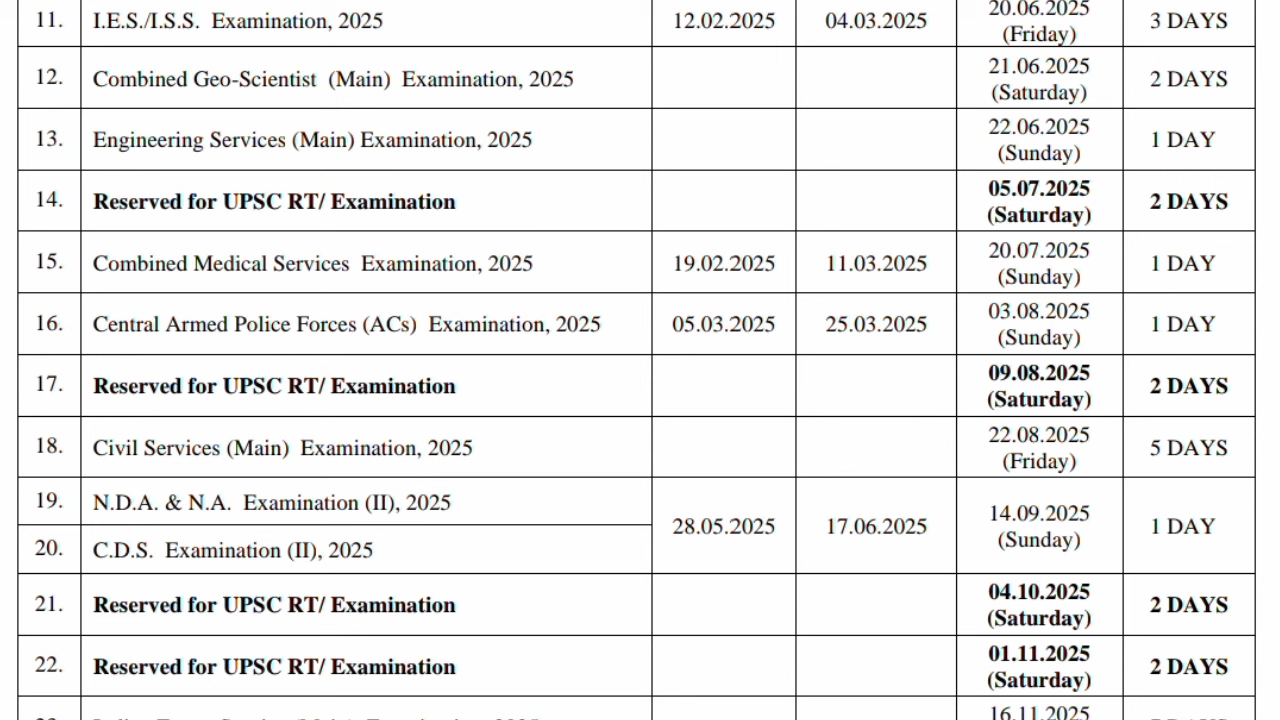 11. I.E.S./I.S.S. Examination, 2025 12.02.2025 04.03.2025 20.06.2025 (Friday) 3 DAYS
12. Combined Geo-Scientist (Main) Examination, 2025 21.06.2025 (Saturday) 2 DAYS
13. Engineering Services (Main) Examination, 2025 22.06.2025 (Sunday) 1 DAY
14. Reserved for UPSC RT/ Examination 05.07.2025 (Saturday) 2 DAYS
15. Combined Medical Services Examination, 2025 19.02.2025 11.03.2025 20.07.2025 (Sunday) 1 DAY
16. Central Armed Police Forces (ACs) Examination, 2025 05.03.2025 25.03.2025 03.08.2025 (Sunday) 1 DAY
17. Reserved for UPSC RT/ Examination 09.08.2025 (Saturday) 2 DAYS
18. Civil Services (Main) Examination, 2025 22.08.2025 (Friday) 5 DAYS
19. N.D.A. & N.A. Examination (II), 2025 28.05.2025 17.06.2025 14.09.2025 (Sunday) 1 DAY
20. C.D.S. Examination (II), 2025
21. Reserved for UPSC RT/ Examination 04.10.2025 (Saturday) 2 DAYS
22. Reserved for UPSC RT/ Examination 01.11.2025 (Saturday) 2 DAYS
16.11.2025